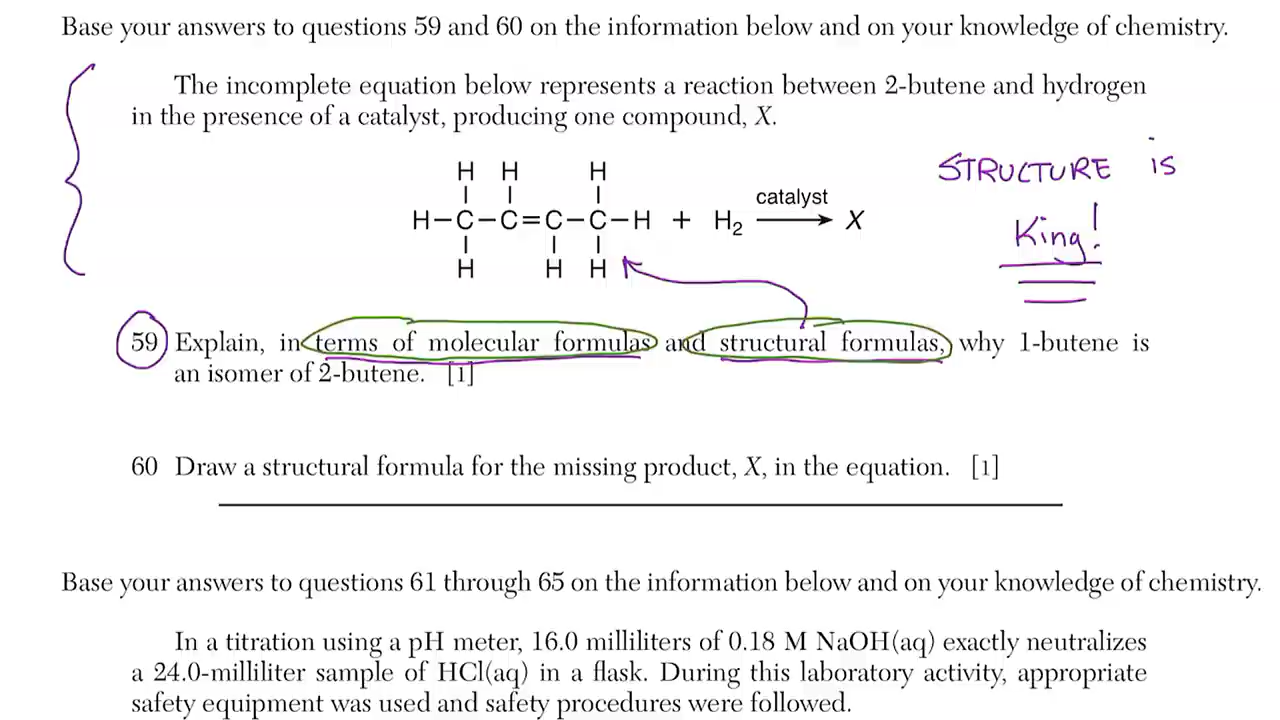 Base your answers to questions 59 and 60 on the information below and on your knowledge of chemistry.
The incomplete equation below represents a reaction between 2-butene and hydrogen
in the presence of a catalyst, producing one compound, X.
STRUCTURE is
King!
H H H
H–C–C=C–C–H + H₂ catalyst X
H H H
59 Explain, in terms of molecular formulas and structural formulas, why 1-butene is
an isomer of 2-butene. [1]
60 Draw a structural formula for the missing product, X, in the equation. [1]
Base your answers to questions 61 through 65 on the information below and on your knowledge of chemistry.
In a titration using a pH meter, 16.0 milliliters of 0.18 M NaOH(aq) exactly neutralizes
a 24.0-milliliter sample of HCl(aq) in a flask. During this laboratory activity, appropriate
safety equipment was used and safety procedures were followed.